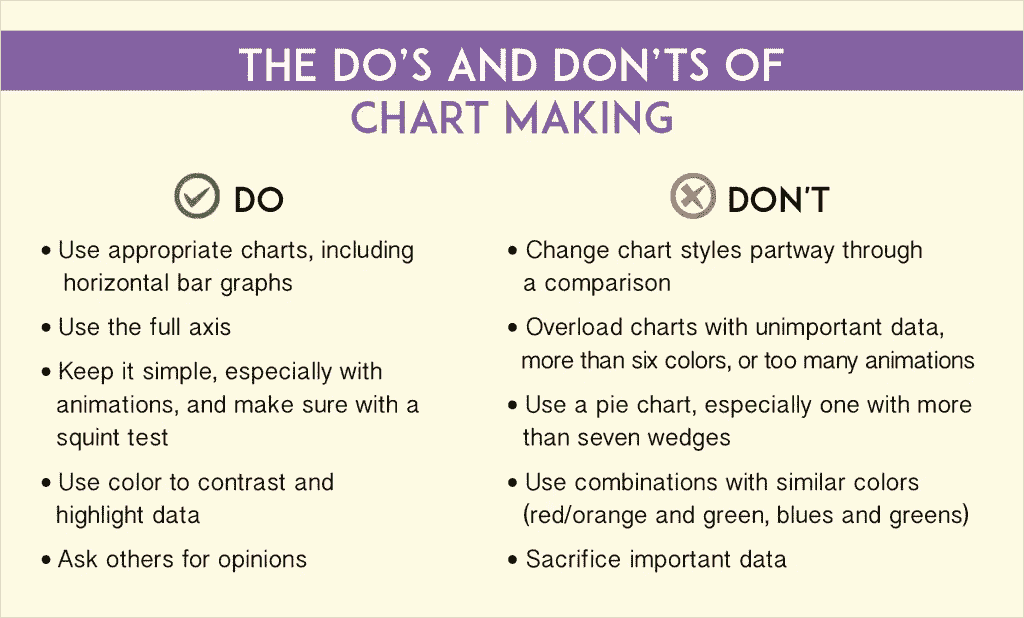 THE DO'S AND DON'TS OF
CHART MAKING
DO
• Use appropriate charts, including
horizontal bar graphs
• Use the full axis
• Keep it simple, especially with
animations, and make sure with a
squint test
• Use color to contrast and
highlight data
• Ask others for opinions
DON'T
• Change chart styles partway through
a comparison
• Overload charts with unimportant data,
more than six colors, or too many animations
• Use a pie chart, especially one with more
than seven wedges
• Use combinations with similar colors
(red/orange and green, blues and greens)
• Sacrifice important data